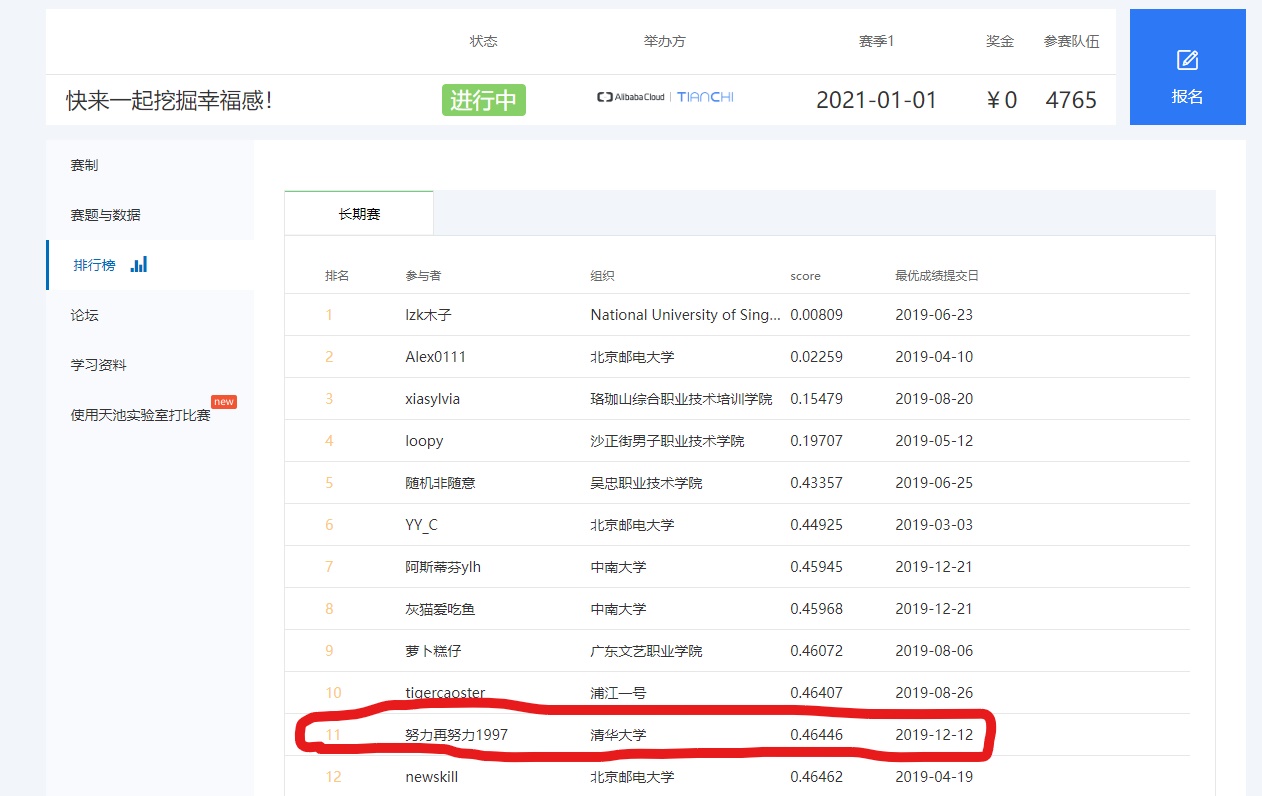 状态 举办方 赛季1 奖金 参赛队伍
快来一起挖掘幸福感！ 进行中 Alibaba Cloud | TIANCHI 2021-01-01 ￥0 4765
报名
赛制
赛题与数据
排行榜
论坛
学习资料
使用天池实验室打比赛 new
长期赛
排名 参与者 组织 score 最优成绩提交日
1 lzk木子 National University of Sing... 0.00809 2019-06-23
2 Alex0111 北京邮电大学 0.02259 2019-04-10
3 xiasylvia 珞珈山综合职业技术培训学院 0.15479 2019-08-20
4 loopy 沙正街男子职业技术学院 0.19707 2019-05-12
5 随机非随意 吴忠职业技术学院 0.43357 2019-06-25
6 YY_C 北京邮电大学 0.44925 2019-03-03
7 阿斯蒂芬ylh 中南大学 0.45945 2019-12-21
8 灰猫爱吃鱼 中南大学 0.45968 2019-12-21
9 萝卜糕仔 广东文艺职业学院 0.46072 2019-08-06
10 tigercaoster 浦江一号 0.46407 2019-08-26
11 努力再努力1997 清华大学 0.46446 2019-12-12
12 newskill 北京邮电大学 0.46462 2019-04-19